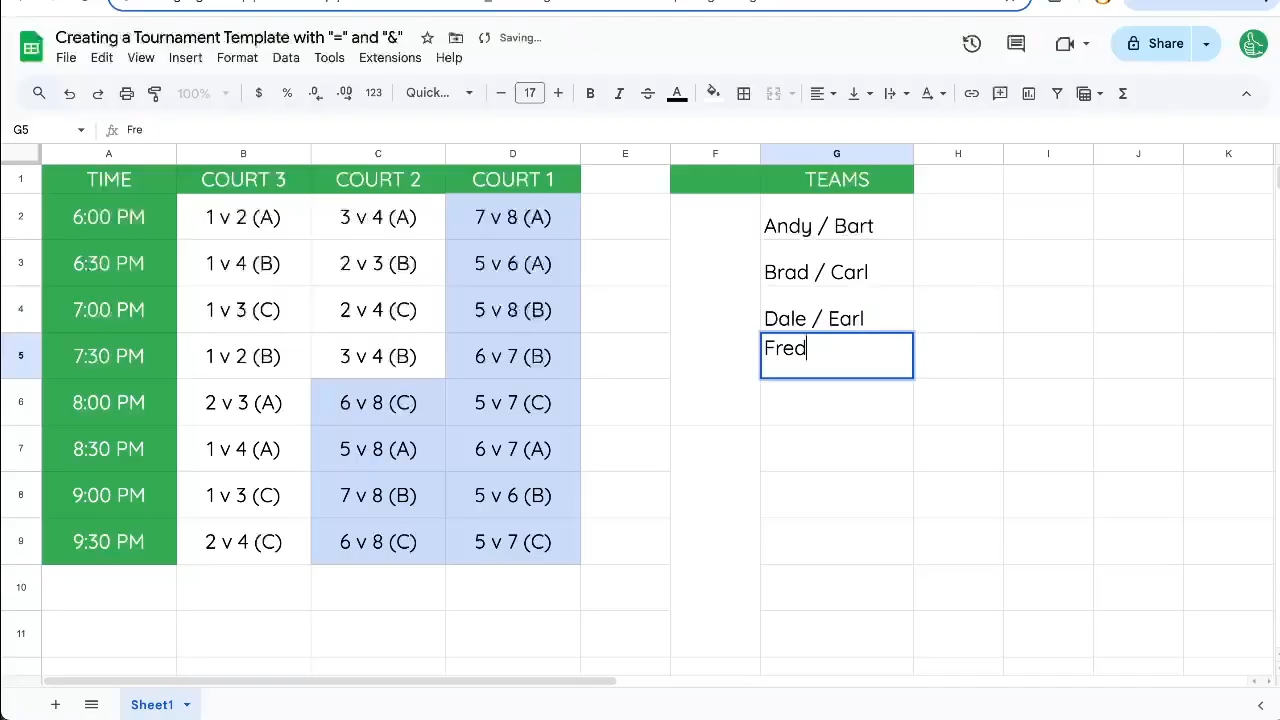 Creating a Tournament Template with "=" and "&" Saving...
File Edit View Insert Format Data Tools Extensions Help
Share
100% $ % .0 .00 123 Quick... − 17 + B I A Σ
G5 fx Fre
A B C D E F G H I J K
1 TIME COURT 3 COURT 2 COURT 1 TEAMS
2 6:00 PM 1 v 2 (A) 3 v 4 (A) 7 v 8 (A) Andy / Bart
3 6:30 PM 1 v 4 (B) 2 v 3 (B) 5 v 6 (A) Brad / Carl
4 7:00 PM 1 v 3 (C) 2 v 4 (C) 5 v 8 (B) Dale / Earl
5 7:30 PM 1 v 2 (B) 3 v 4 (B) 6 v 7 (B) Fred
6 8:00 PM 2 v 3 (A) 6 v 8 (C) 5 v 7 (C)
7 8:30 PM 1 v 4 (A) 5 v 8 (A) 6 v 7 (A)
8 9:00 PM 1 v 3 (C) 7 v 8 (B) 5 v 6 (B)
9 9:30 PM 2 v 4 (C) 6 v 8 (C) 5 v 7 (C)
10
11
+ Sheet1